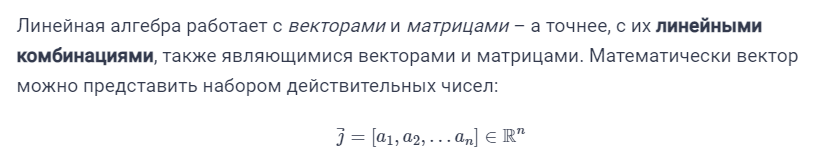 Линейная алгебра работает с векторами и матрицами – а точнее, с их линейными
комбинациями, также являющимися векторами и матрицами. Математически вектор
можно представить набором действительных чисел:
j⃗ = [a₁, a₂, … aₙ] ∈ ℝⁿ